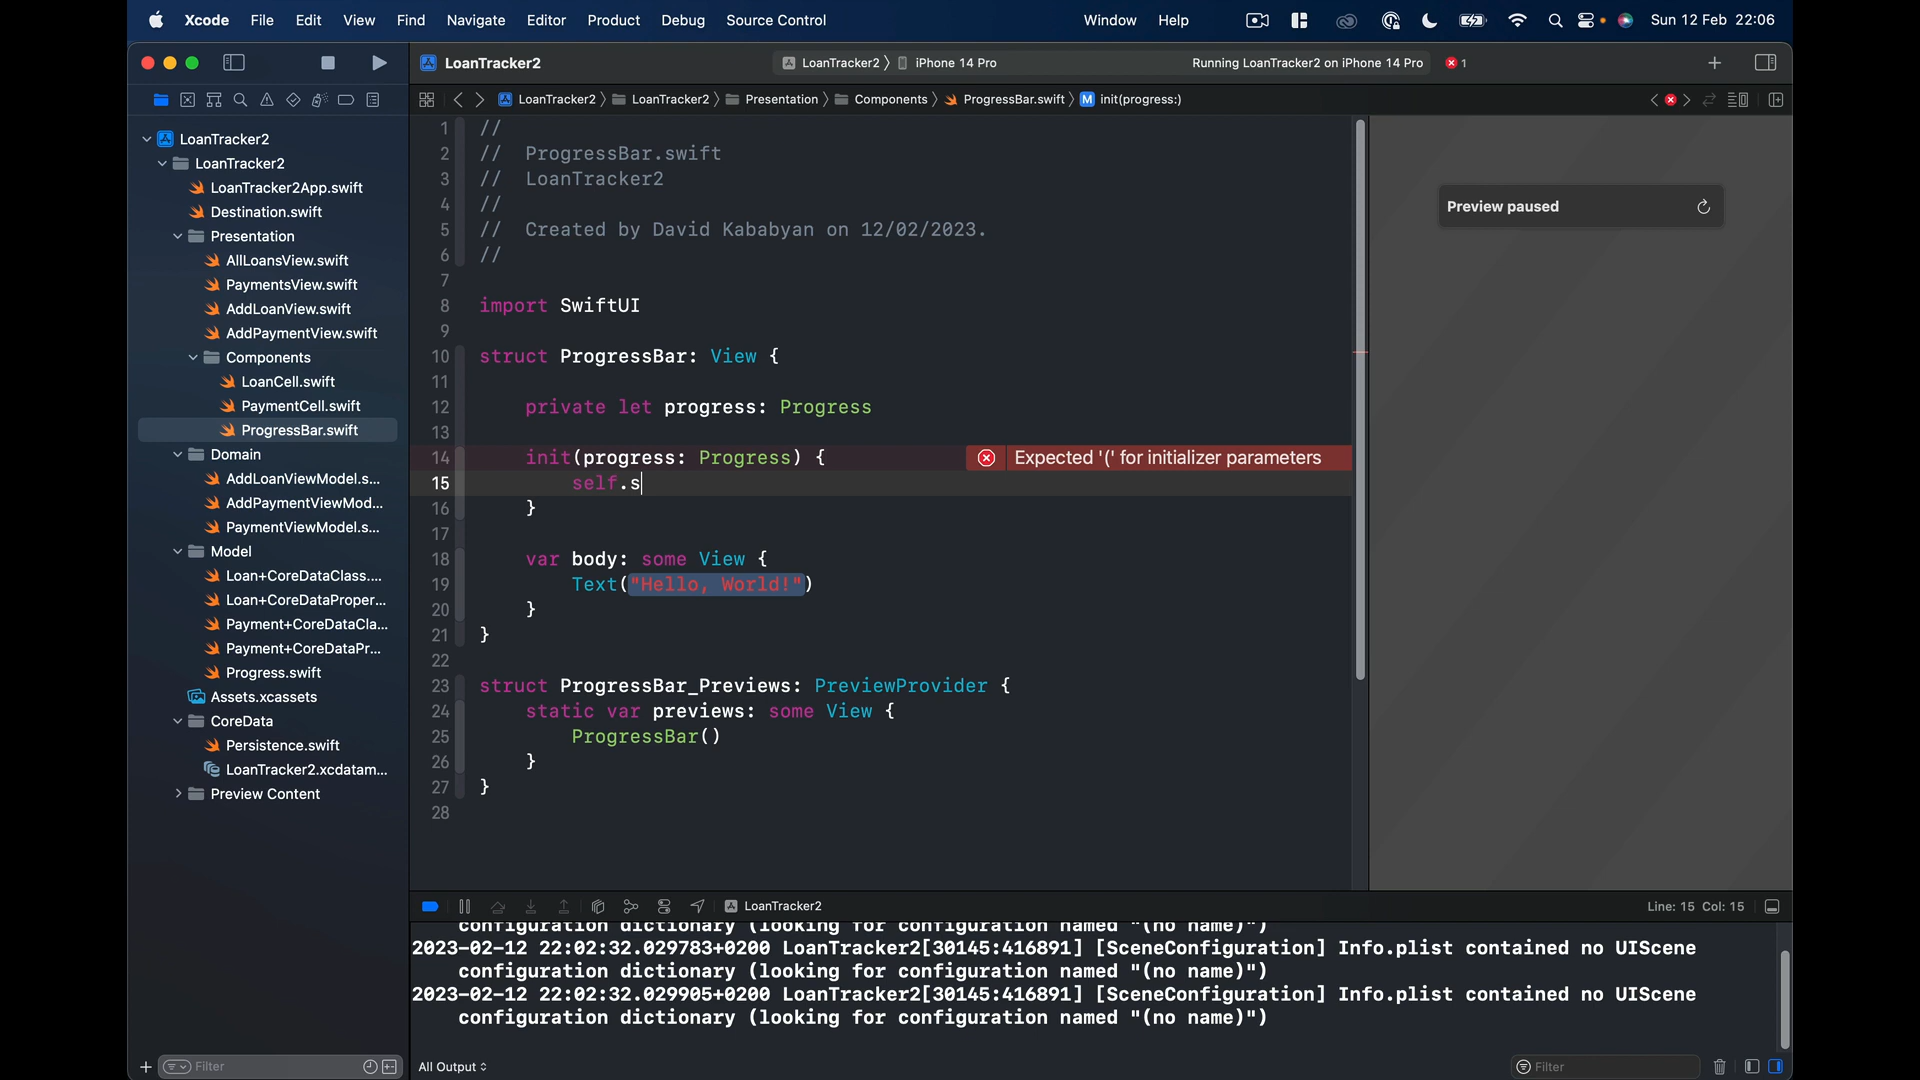 Xcode File Edit View Find Navigate Editor Product Debug Source Control Window Help Sun 12 Feb 22:06
LoanTracker2 LoanTracker2 〉 iPhone 14 Pro Running LoanTracker2 on iPhone 14 Pro 1
LoanTracker2 〉 LoanTracker2 〉 Presentation 〉 Components 〉 ProgressBar.swift 〉 M init(progress:)
LoanTracker2
LoanTracker2
LoanTracker2App.swift
Destination.swift
Presentation
AllLoansView.swift
PaymentsView.swift
AddLoanView.swift
AddPaymentView.swift
Components
LoanCell.swift
PaymentCell.swift
ProgressBar.swift
Domain
AddLoanViewModel.s...
AddPaymentViewMod...
PaymentViewModel.s...
Model
Loan+CoreDataClass....
Loan+CoreDataProper...
Payment+CoreDataCla...
Payment+CoreDataPr...
Progress.swift
Assets.xcassets
CoreData
Persistence.swift
LoanTracker2.xcdatam...
Preview Content
Filter
1 //
2 // ProgressBar.swift
3 // LoanTracker2
4 //
5 // Created by David Kababyan on 12/02/2023.
6 //
7
8 import SwiftUI
9
10 struct ProgressBar: View {
11
12 private let progress: Progress
13
14 init(progress: Progress) { Expected '(' for initializer parameters
15 self.s
16 }
17
18 var body: some View {
19 Text("Hello, World!")
20 }
21 }
22
23 struct ProgressBar_Previews: PreviewProvider {
24 static var previews: some View {
25 ProgressBar()
26 }
27 }
28
Preview paused
LoanTracker2 Line: 15 Col: 15
configuration dictionary (looking for configuration named "(no name)")
2023-02-12 22:02:32.029783+0200 LoanTracker2[30145:416891] [SceneConfiguration] Info.plist contained no UIScene
configuration dictionary (looking for configuration named "(no name)")
2023-02-12 22:02:32.029905+0200 LoanTracker2[30145:416891] [SceneConfiguration] Info.plist contained no UIScene
configuration dictionary (looking for configuration named "(no name)")
All Output Filter